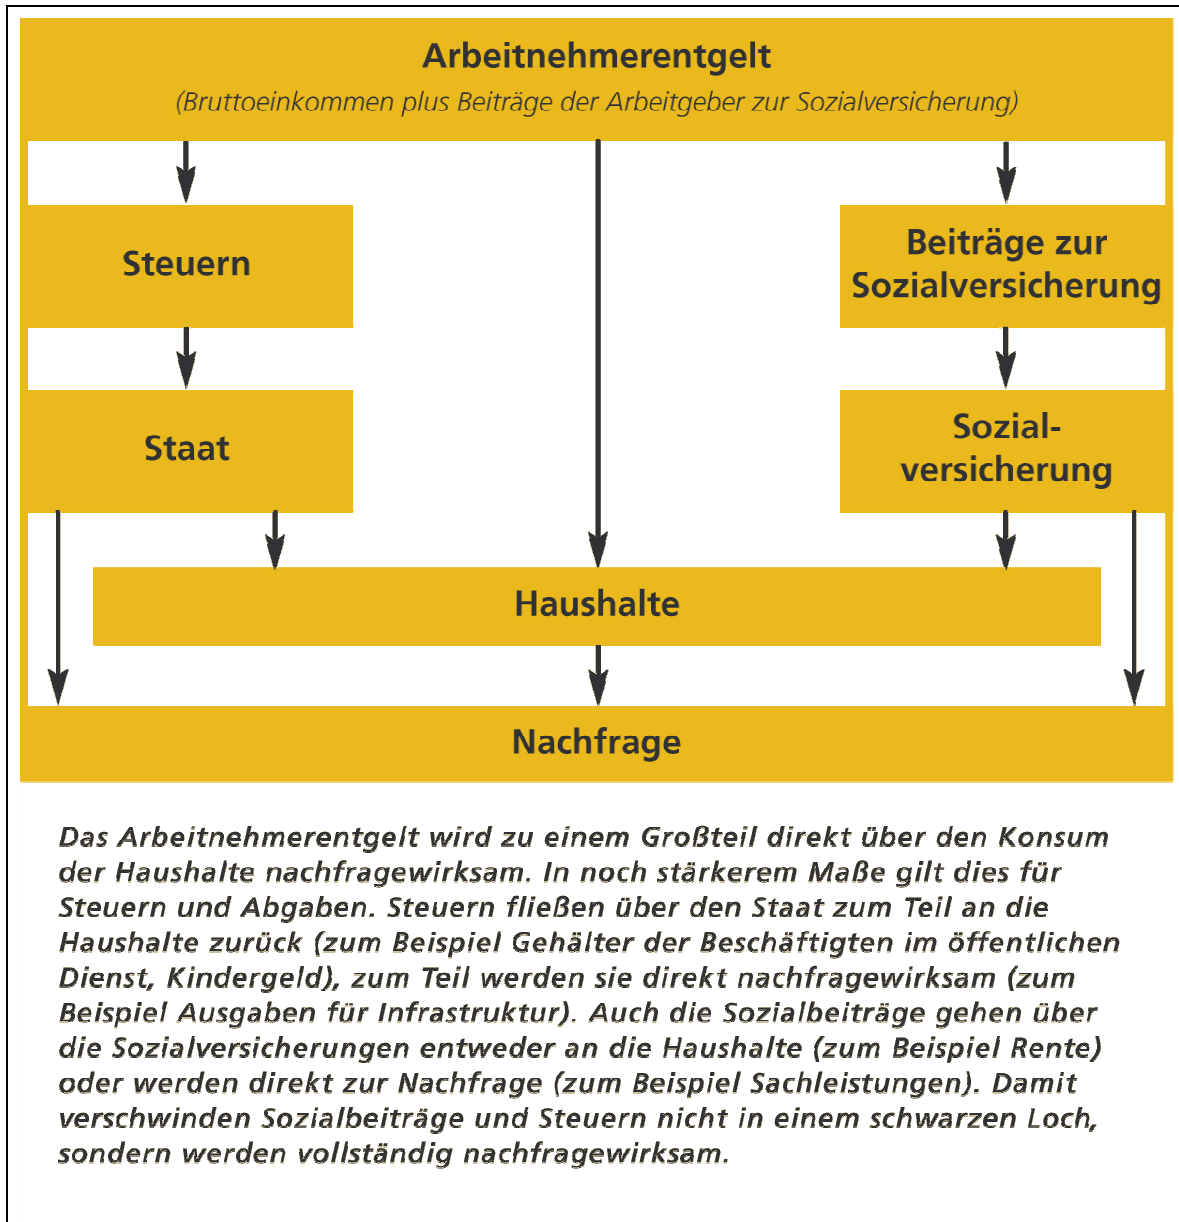 Arbeitnehmerentgelt
(Bruttoeinkommen plus Beiträge der Arbeitgeber zur Sozialversicherung)
Steuern
Beiträge zur
Sozialversicherung
Staat
Sozial-
versicherung
Haushalte
Nachfrage
Das Arbeitnehmerentgelt wird zu einem Großteil direkt über den Konsum
der Haushalte nachfragewirksam. In noch stärkerem Maße gilt dies für
Steuern und Abgaben. Steuern fließen über den Staat zum Teil an die
Haushalte zurück (zum Beispiel Gehälter der Beschäftigten im öffentlichen
Dienst, Kindergeld), zum Teil werden sie direkt nachfragewirksam (zum
Beispiel Ausgaben für Infrastruktur). Auch die Sozialbeiträge gehen über
die Sozialversicherungen entweder an die Haushalte (zum Beispiel Rente)
oder werden direkt zur Nachfrage (zum Beispiel Sachleistungen). Damit
verschwinden Sozialbeiträge und Steuern nicht in einem schwarzen Loch,
sondern werden vollständig nachfragewirksam.